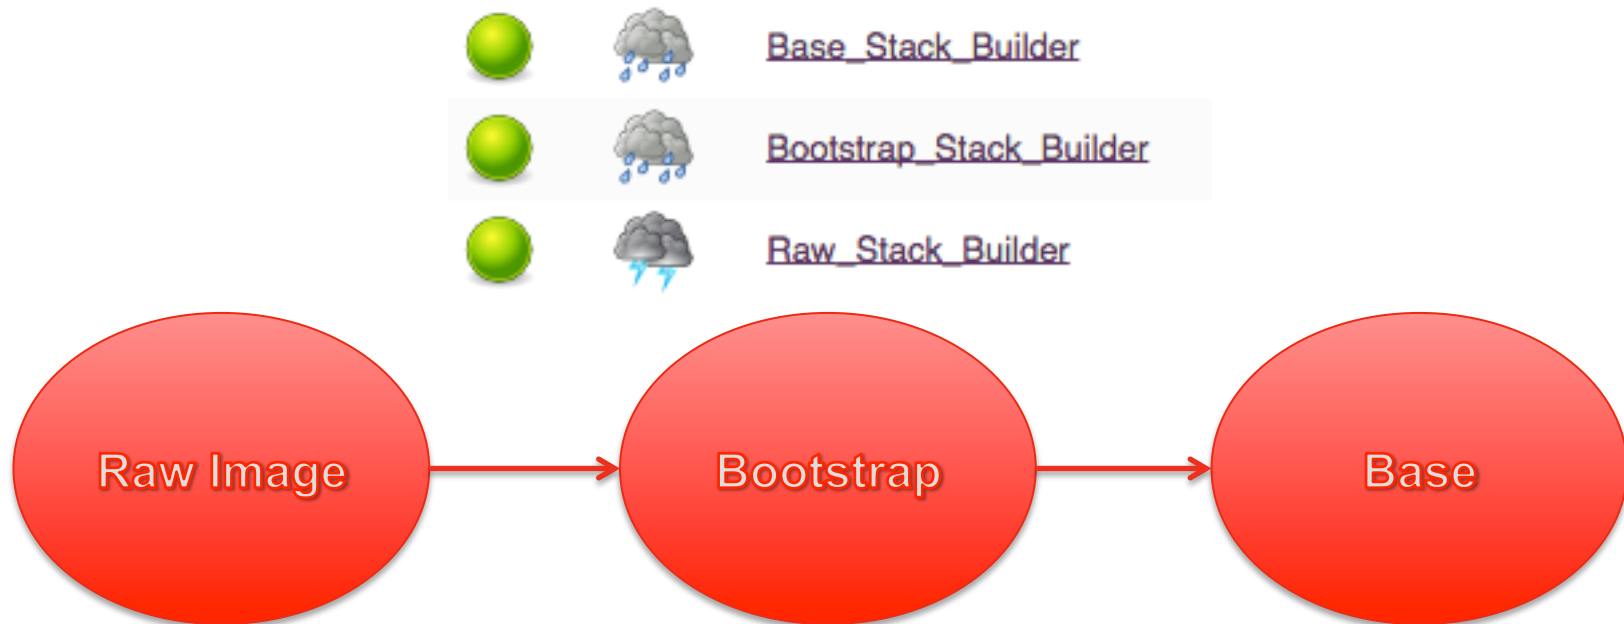 Base_Stack_Builder
Bootstrap_Stack_Builder
Raw_Stack_Builder
Raw Image
Bootstrap
Base